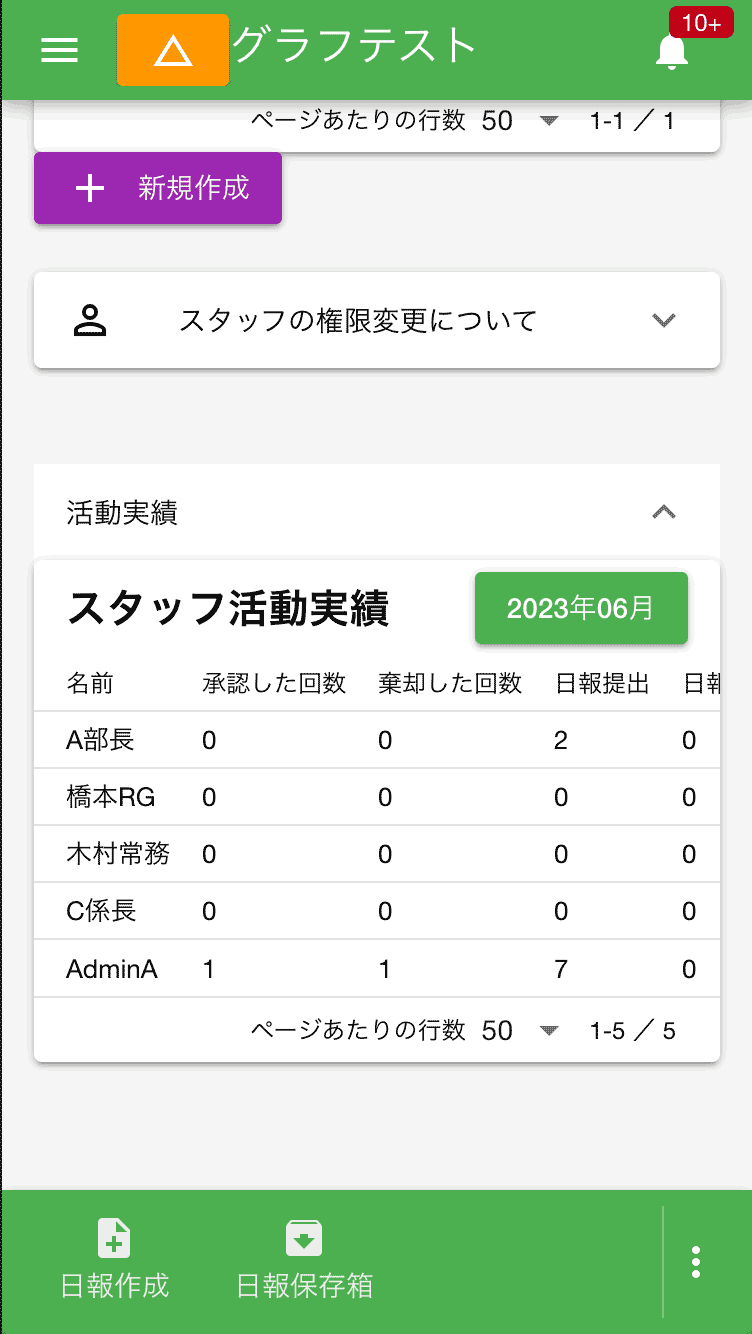 グラフテスト
10+
ページあたりの行数 50 1-1 ／ 1
新規作成
スタッフの権限変更について
活動実績
スタッフ活動実績 2023年06月
名前 承認した回数 棄却した回数 日報提出 日報
A部長 0 0 2 0
橋本RG 0 0 0 0
木村常務 0 0 0 0
C係長 0 0 0 0
AdminA 1 1 7 0
ページあたりの行数 50 1-5 ／ 5
日報作成 日報保存箱